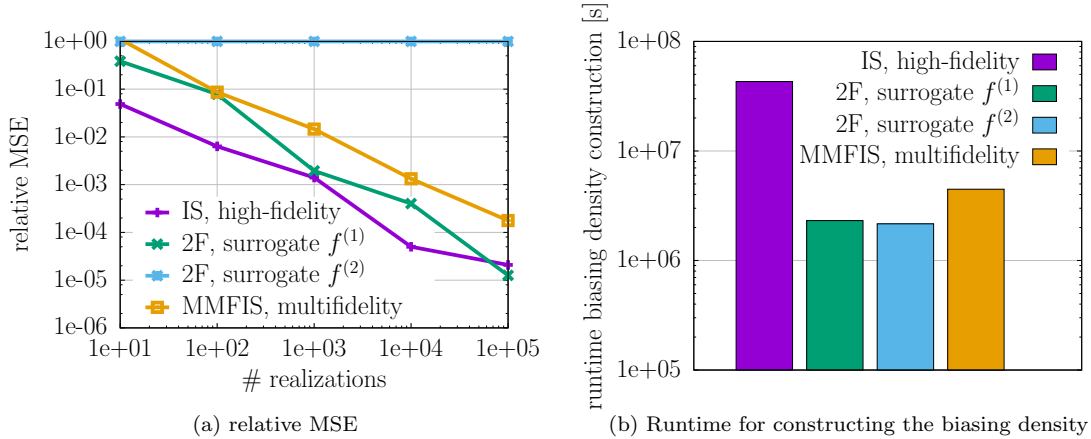 relative MSE
1e+00
1e-01
1e-02
1e-03
1e-04
1e-05
1e-06
1e+01 1e+02 1e+03 1e+04 1e+05
# realizations
IS, high-fidelity
2F, surrogate f(1)
2F, surrogate f(2)
MMFIS, multifidelity
(a) relative MSE
runtime biasing density construction [s]
1e+08
1e+07
1e+06
1e+05
IS, high-fidelity
2F, surrogate f(1)
2F, surrogate f(2)
MMFIS, multifidelity
(b) Runtime for constructing the biasing density